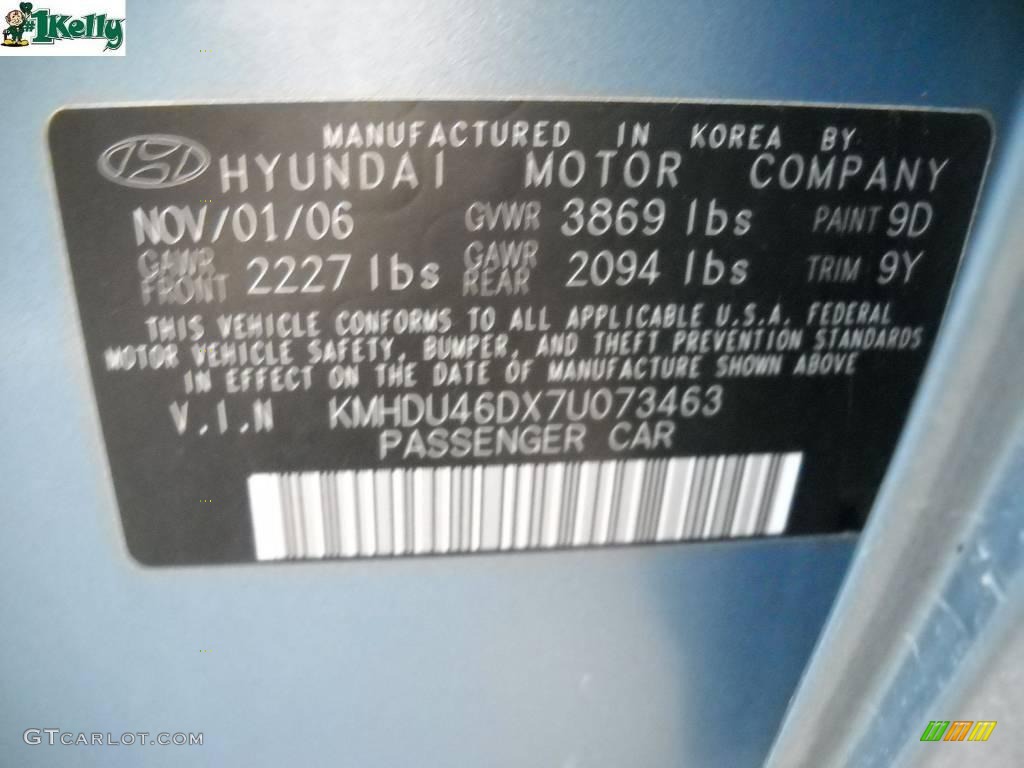 #1Kelly
MANUFACTURED IN KOREA BY
HYUNDAI MOTOR COMPANY
NOV/01/06 GVWR 3869 lbs PAINT 9D
GAWR FRONT 2227 lbs GAWR REAR 2094 lbs TRIM 9Y
THIS VEHICLE CONFORMS TO ALL APPLICABLE U.S.A. FEDERAL
MOTOR VEHICLE SAFETY, BUMPER, AND THEFT PREVENTION STANDARDS
IN EFFECT ON THE DATE OF MANUFACTURE SHOWN ABOVE
V.I.N KMHDU46DX7U073463
PASSENGER CAR
GTCARLOT.COM